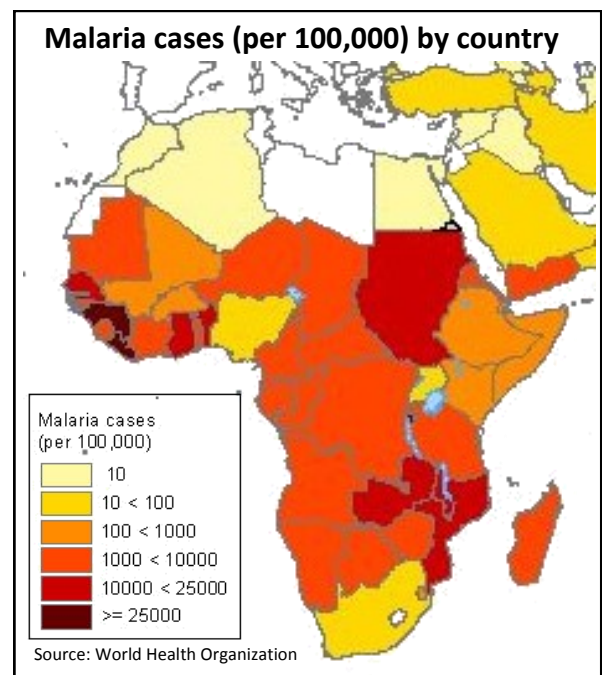 Malaria cases (per 100,000) by country
Malaria cases
(per 100,000)
10
10 < 100
100 < 1000
1000 < 10000
10000 < 25000
>= 25000
Source: World Health Organization